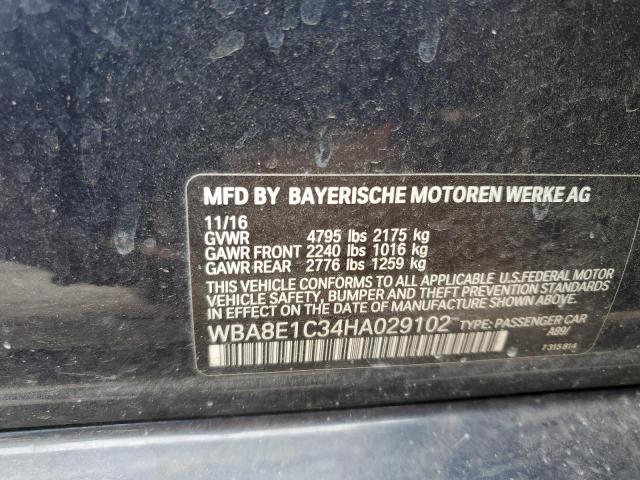 MFD BY BAYERISCHE MOTOREN WERKE AG
11/16
GVWR 4795 lbs 2175 kg
GAWR FRONT 2240 lbs 1016 kg
GAWR REAR 2776 lbs 1259 kg
THIS VEHICLE CONFORMS TO ALL APPLICABLE U.S.FEDERAL MOTOR
VEHICLE SAFETY, BUMPER AND THEFT PREVENTION STANDARDS
IN EFFECT ON THE DATE OF MANUFACTURE SHOWN ABOVE.
WBA8E1C34HA029102 TYPE: PASSENGER CAR
A89/
7315814